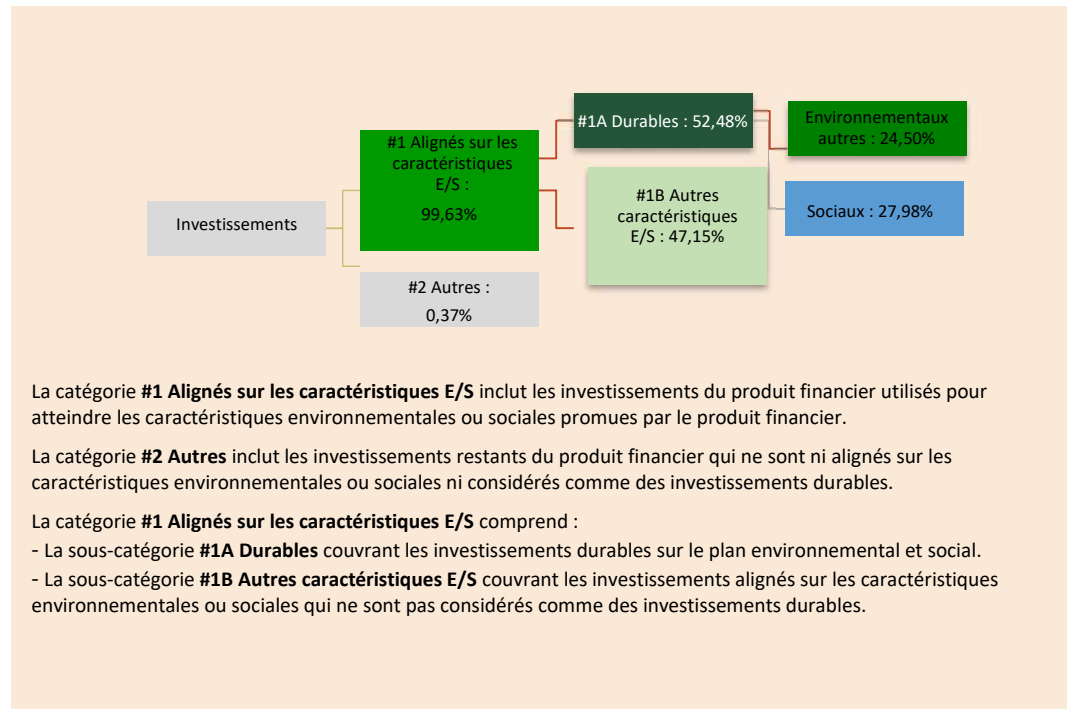 Investissements
#1 Alignés sur les
caractéristiques
E/S :
99,63%
#2 Autres :
0,37%
#1A Durables : 52,48%
#1B Autres
caractéristiques
E/S : 47,15%
Environnementaux
autres : 24,50%
Sociaux : 27,98%
La catégorie #1 Alignés sur les caractéristiques E/S inclut les investissements du produit financier utilisés pour
atteindre les caractéristiques environnementales ou sociales promues par le produit financier.
La catégorie #2 Autres inclut les investissements restants du produit financier qui ne sont ni alignés sur les
caractéristiques environnementales ou sociales ni considérés comme des investissements durables.
La catégorie #1 Alignés sur les caractéristiques E/S comprend :
- La sous-catégorie #1A Durables couvrant les investissements durables sur le plan environnemental et social.
- La sous-catégorie #1B Autres caractéristiques E/S couvrant les investissements alignés sur les caractéristiques
environnementales ou sociales qui ne sont pas considérés comme des investissements durables.